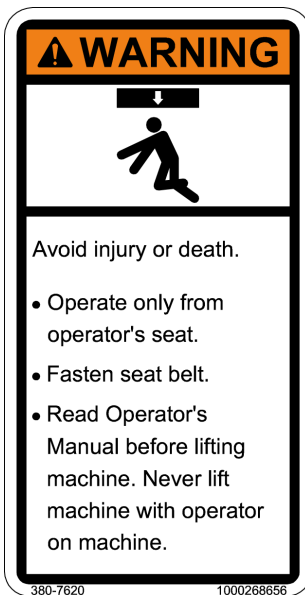 WARNING
Avoid injury or death.
• Operate only from
operator's seat.
• Fasten seat belt.
• Read Operator's
Manual before lifting
machine. Never lift
machine with operator
on machine.
380-7620 1000268656